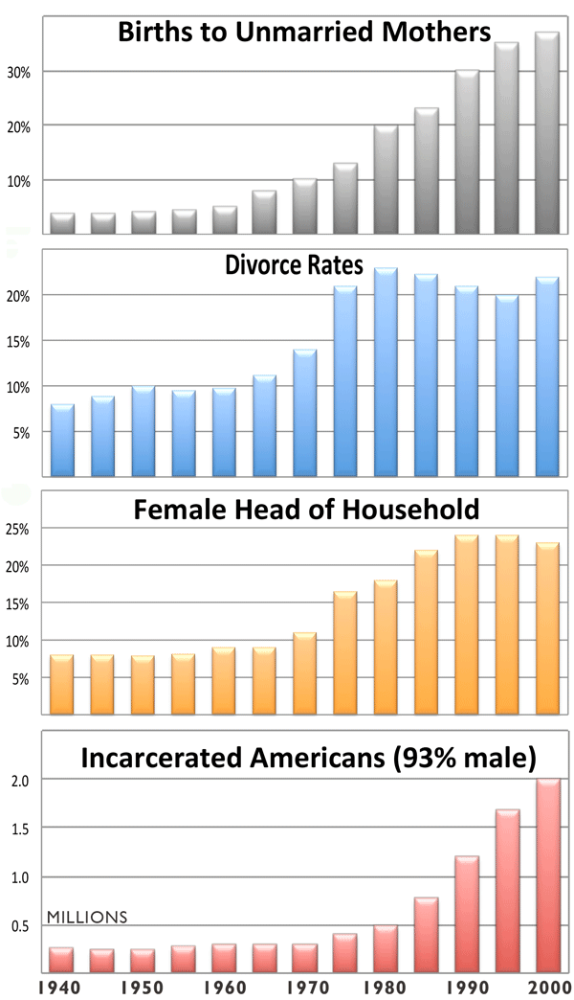 Births to Unmarried Mothers
30%
20%
10%
Divorce Rates
20%
15%
10%
5%
Female Head of Household
25%
20%
15%
10%
5%
Incarcerated Americans (93% male)
2.0
1.5
1.0
MILLIONS
0.5
1940 1950 1960 1970 1980 1990 2000